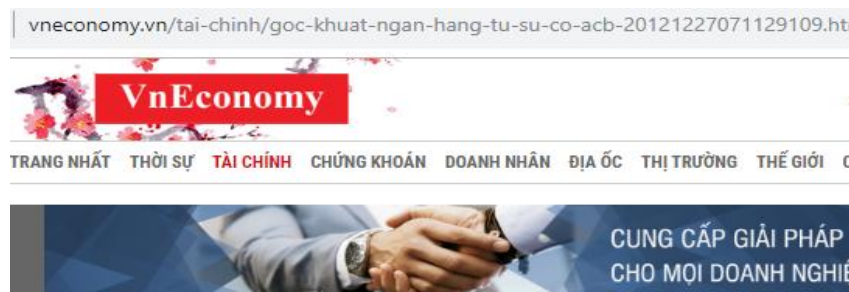 vneconomy.vn/tai-chinh/goc-khuat-ngan-hang-tu-su-co-acb-20121227071129109.ht
VnEconomy
TRANG NHẤT THỜI SỰ TÀI CHÍNH CHỨNG KHOÁN DOANH NHÂN ĐỊA ỐC THỊ TRƯỜNG THẾ GIỚI
CUNG CẤP GIẢI PHÁP
CHO MỌI DOANH NGHIỆ